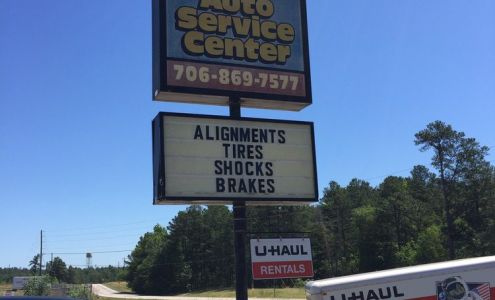 Auto
Service
Center
706-869-7577
ALIGNMENTS
TIRES
SHOCKS
BRAKES
U-HAUL
RENTALS
U-HAUL